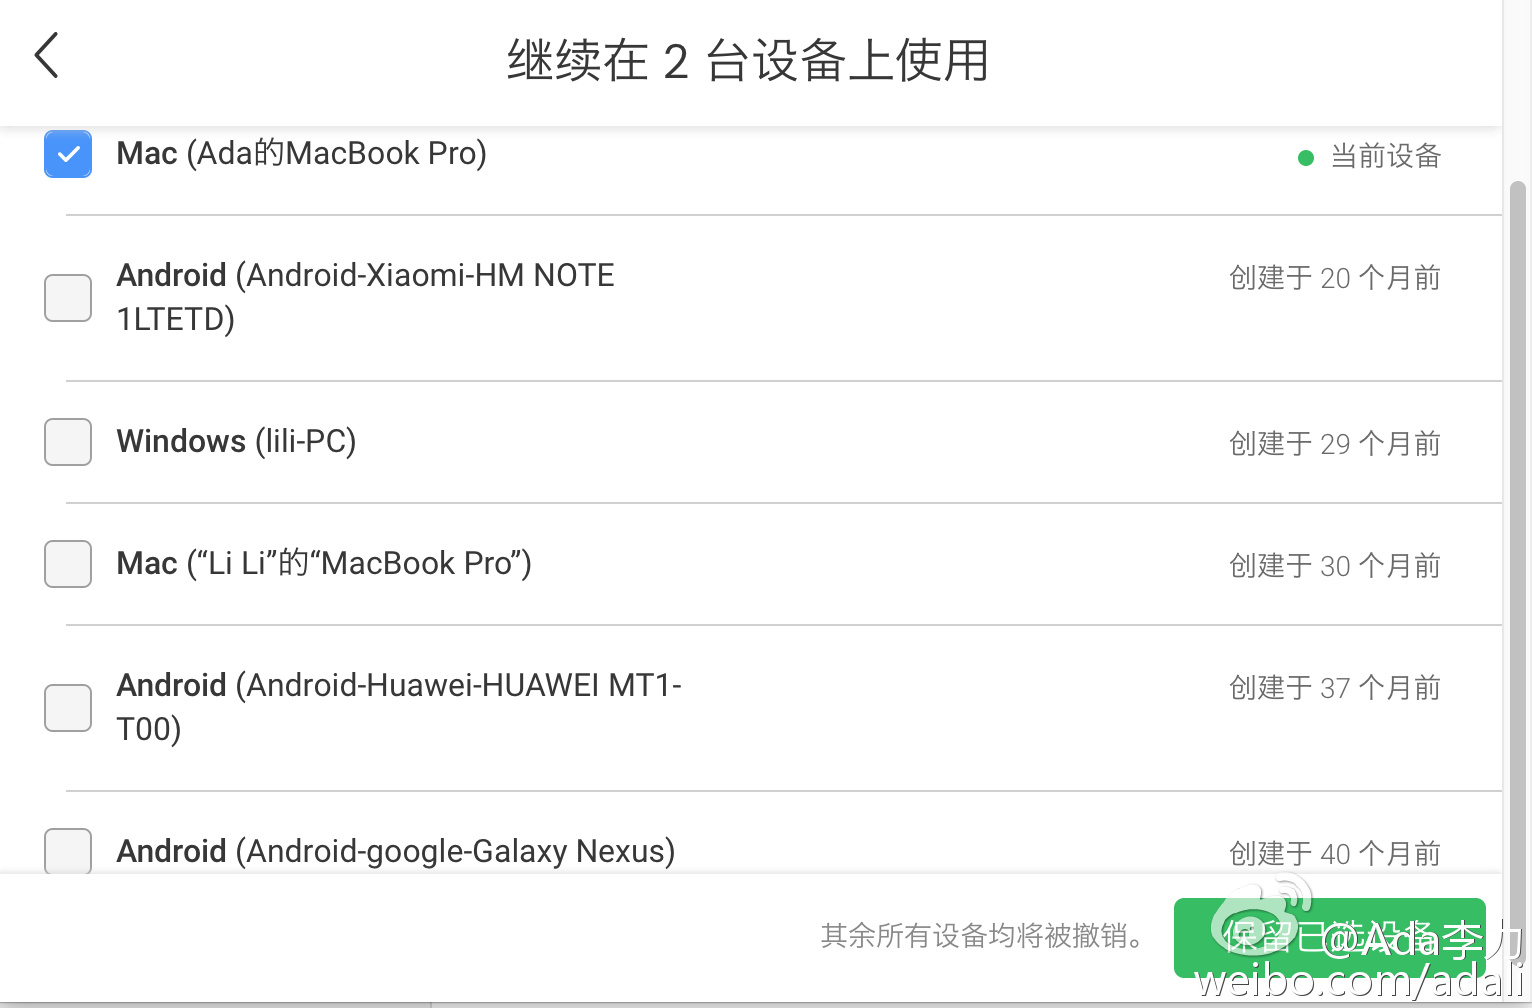 继续在 2 台设备上使用
Mac (Ada的MacBook Pro)
当前设备
Android (Android-Xiaomi-HM NOTE
1LTETD)
创建于 20 个月前
Windows (lili-PC)
创建于 29 个月前
Mac (“Li Li”的“MacBook Pro”)
创建于 30 个月前
Android (Android-Huawei-HUAWEI MT1-
T00)
创建于 37 个月前
Android (Android-google-Galaxy Nexus)
创建于 40 个月前
其余所有设备均将被撤销。
保留已选设备
@Ada李力
weibo.com/adali